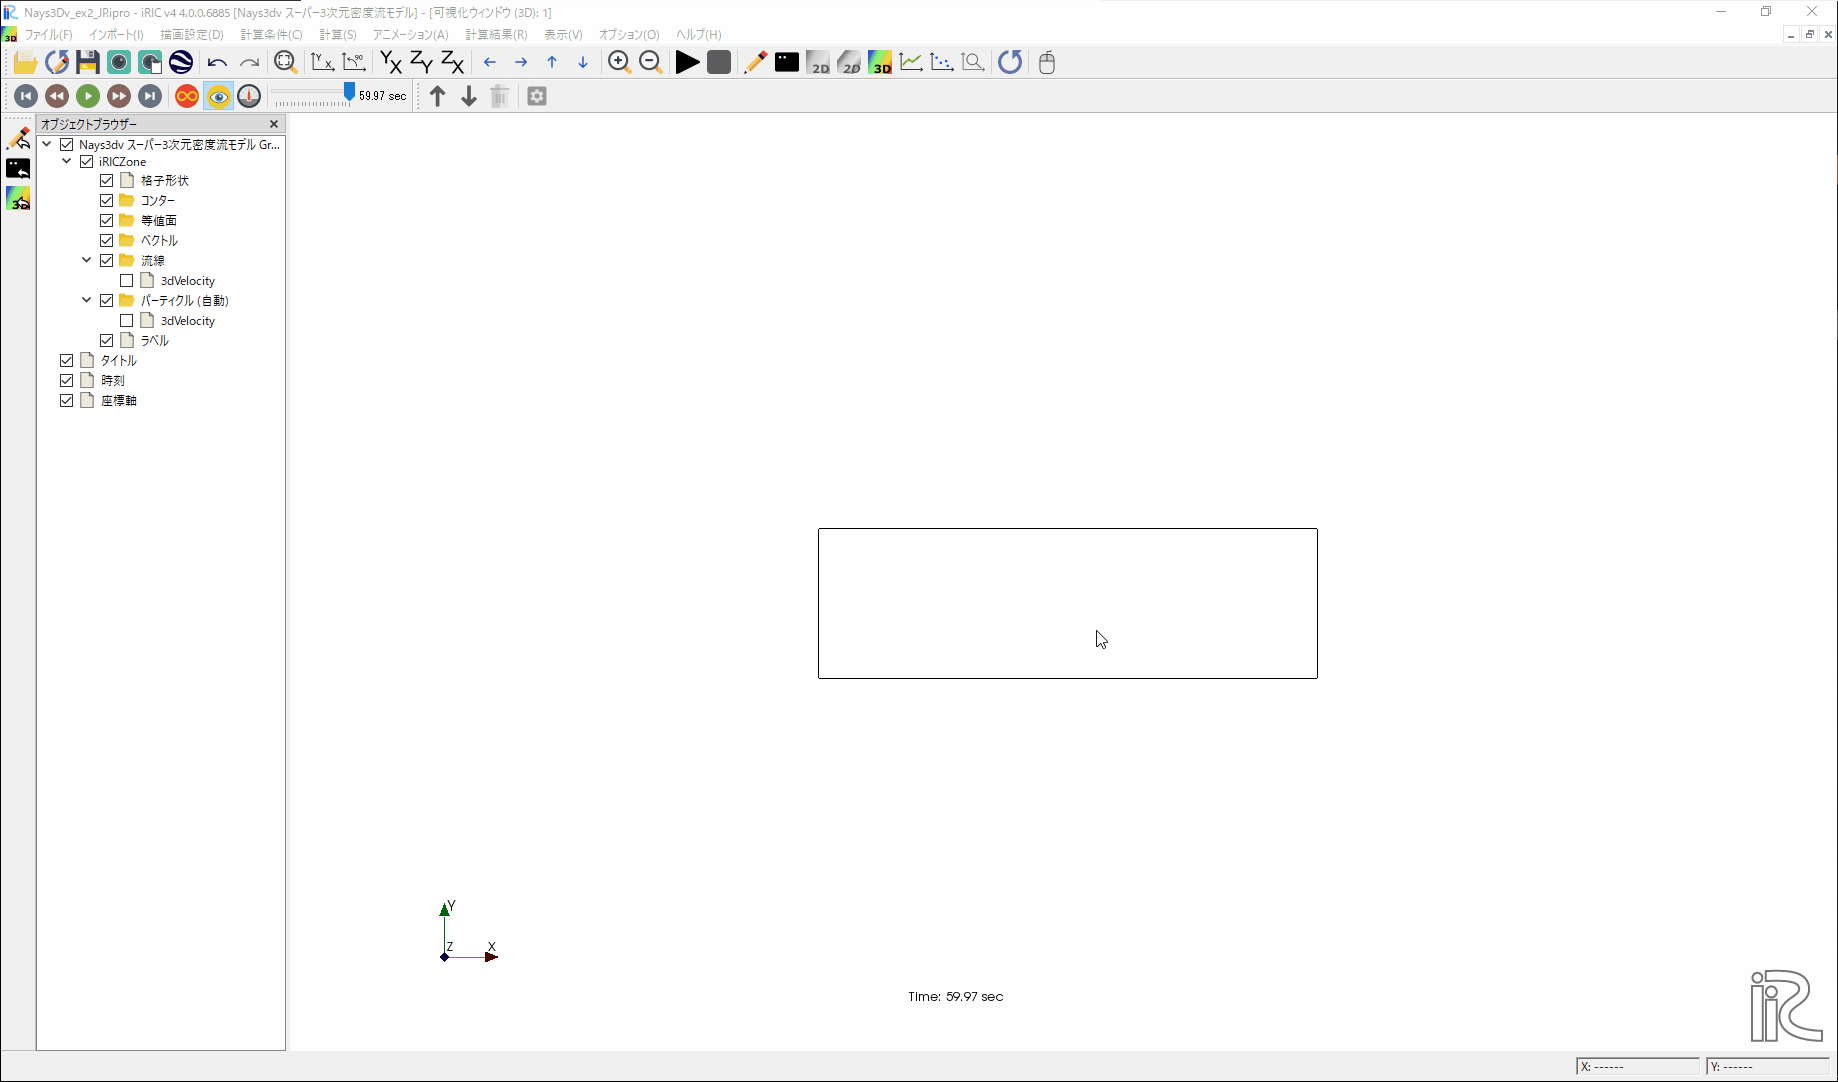 Nays3Dv_ex2_JP.ipro - iRIC v4 4.0.0.6885 [Nays3dv スーパー3次元密度流モデル] - [可視化ウィンドウ (3D): 1]
ファイル(F) インポート(I) 描画設定(D) 計算条件(C) 計算(S) アニメーション(A) 計算結果(R) 表示(V) オプション(O) ヘルプ(H)
Y X Y X 90 Y X Z Y Z X 2D 2D 3D
59.97 sec
オブジェクトブラウザー
Nays3dv スーパー3次元密度流モデル Gr...
iRICZone
格子形状
コンター
等値面
ベクトル
流線
3dVelocity
パーティクル (自動)
3dVelocity
ラベル
タイトル
時刻
座標軸
Y
Z X
Time: 59.97 sec
iRIC
X: ------ Y: ------